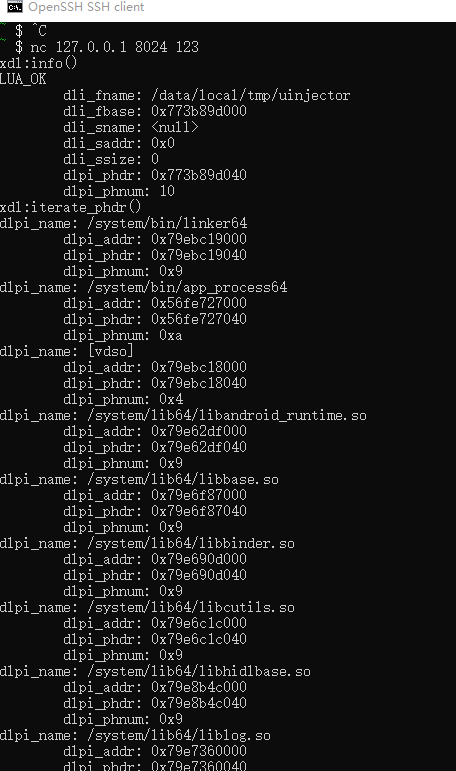 OpenSSH SSH client
~ $ ^C
~ $ nc 127.0.0.1 8024 123
xdl:info()
LUA_OK
dli_fname: /data/local/tmp/uinjector
dli_fbase: 0x773b89d000
dli_sname: <null>
dli_saddr: 0x0
dli_ssize: 0
dlpi_phdr: 0x773b89d040
dlpi_phnum: 10
xdl:iterate_phdr()
dlpi_name: /system/bin/linker64
dlpi_addr: 0x79ebc19000
dlpi_phdr: 0x79ebc19040
dlpi_phnum: 0x9
dlpi_name: /system/bin/app_process64
dlpi_addr: 0x56fe727000
dlpi_phdr: 0x56fe727040
dlpi_phnum: 0xa
dlpi_name: [vdso]
dlpi_addr: 0x79ebc18000
dlpi_phdr: 0x79ebc18040
dlpi_phnum: 0x4
dlpi_name: /system/lib64/libandroid_runtime.so
dlpi_addr: 0x79e62df000
dlpi_phdr: 0x79e62df040
dlpi_phnum: 0x9
dlpi_name: /system/lib64/libbase.so
dlpi_addr: 0x79e6f87000
dlpi_phdr: 0x79e6f87040
dlpi_phnum: 0x9
dlpi_name: /system/lib64/libbinder.so
dlpi_addr: 0x79e690d000
dlpi_phdr: 0x79e690d040
dlpi_phnum: 0x9
dlpi_name: /system/lib64/libcutils.so
dlpi_addr: 0x79e6c1c000
dlpi_phdr: 0x79e6c1c040
dlpi_phnum: 0x9
dlpi_name: /system/lib64/libhidlbase.so
dlpi_addr: 0x79e8b4c000
dlpi_phdr: 0x79e8b4c040
dlpi_phnum: 0x9
dlpi_name: /system/lib64/liblog.so
dlpi_addr: 0x79e7360000
dlpi_phdr: 0x79e7360040